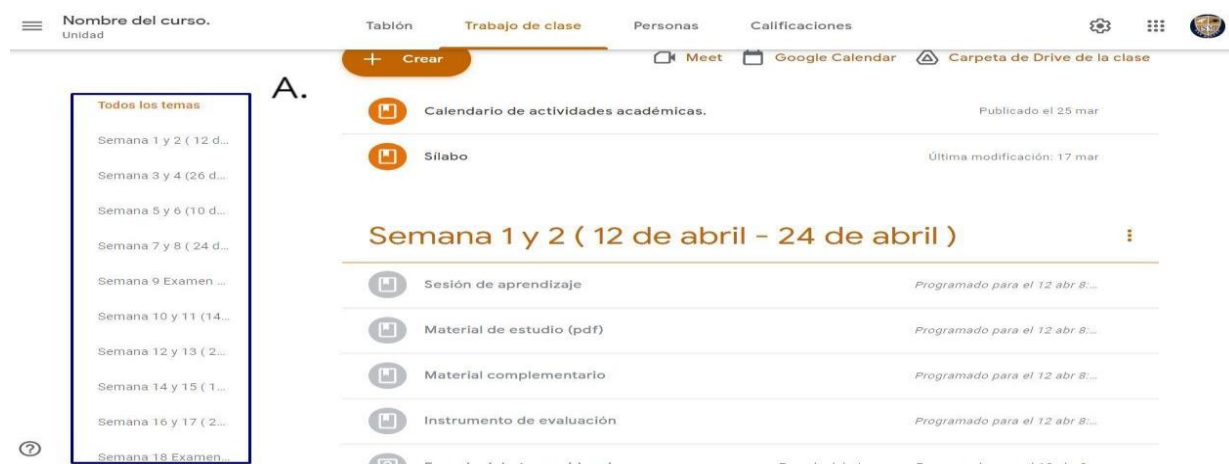 Nombre del curso.
Unidad
Tablón
Trabajo de clase
Personas
Calificaciones
Crear
Meet
Google Calendar
Carpeta de Drive de la clase
A.
Todos los temas
Semana 1 y 2 ( 12 d...
Semana 3 y 4 (26 d...
Semana 5 y 6 (10 d...
Semana 7 y 8 ( 24 d...
Semana 9 Examen ...
Semana 10 y 11 (14...
Semana 12 y 13 ( 2...
Semana 14 y 15 ( 1...
Semana 16 y 17 ( 2...
Semana 18 Examen...
Calendario de actividades académicas. Publicado el 25 mar
Sílabo Última modificación: 17 mar
Semana 1 y 2 ( 12 de abril - 24 de abril )
Sesión de aprendizaje Programado para el 12 abr 8:...
Material de estudio (pdf) Programado para el 12 abr 8:...
Material complementario Programado para el 12 abr 8:...
Instrumento de evaluación Programado para el 12 abr 8:...